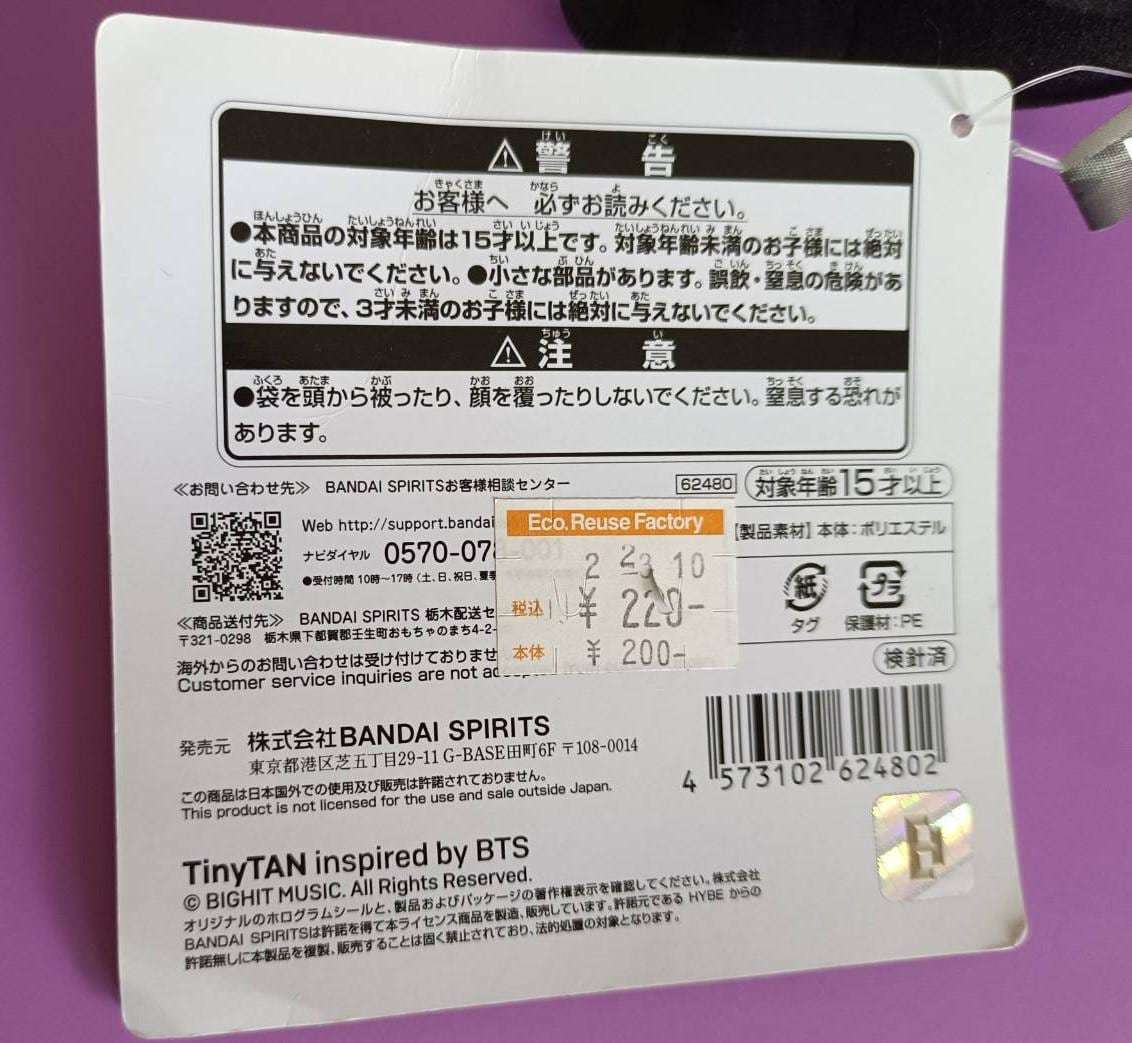 警告
お客様へ 必ずお読みください。
●本商品の対象年齢は15才以上です。対象年齢未満のお子様には絶対
に与えないでください。●小さな部品があります。誤飲・窒息の危険があ
りますので、3才未満のお子様には絶対に与えないでください。
注意
●袋を頭から被ったり、顔を覆ったりしないでください。窒息する恐れが
あります。
≪お問い合わせ先≫ BANDAI SPIRITSお客様相談センター
62480
対象年齢15才以上
Web http://support.bandai
ナビダイヤル 0570-078-001
●受付時間 10時~17時 (土、日、祝日、夏季
≪商品送付先≫ BANDAI SPIRITS 栃木配送セ
〒321-0298 栃木県下都賀郡壬生町おもちゃのまち4-2-
海外からのお問い合わせは受け付けておりませ
Customer service inquiries are not
Eco.Reuse Factory
2 23 10
税込 ¥ 220-
本体 ¥ 200-
【製品素材】本体:ポリエステル
紙
タグ
プラ
保護材:PE
検針済
発売元 株式会社BANDAI SPIRITS
東京都港区芝五丁目29-11 G-BASE田町6F 〒108-0014
この商品は日本国外での使用及び販売は許諾されておりません。
This product is not licensed for the use and sale outside Japan.
4 573102 624802
TinyTAN inspired by BTS
© BIGHIT MUSIC. All Rights Reserved.
オリジナルのホログラムシールと、製品およびパッケージの著作権表示を確認してください。株式会社
BANDAI SPIRITSは許諾を得て本ライセンス商品を製造、販売しています。許諾元である HYBE からの
許諾無しに本製品を複製、販売することは固く禁止されており、法的処置の対象となります。